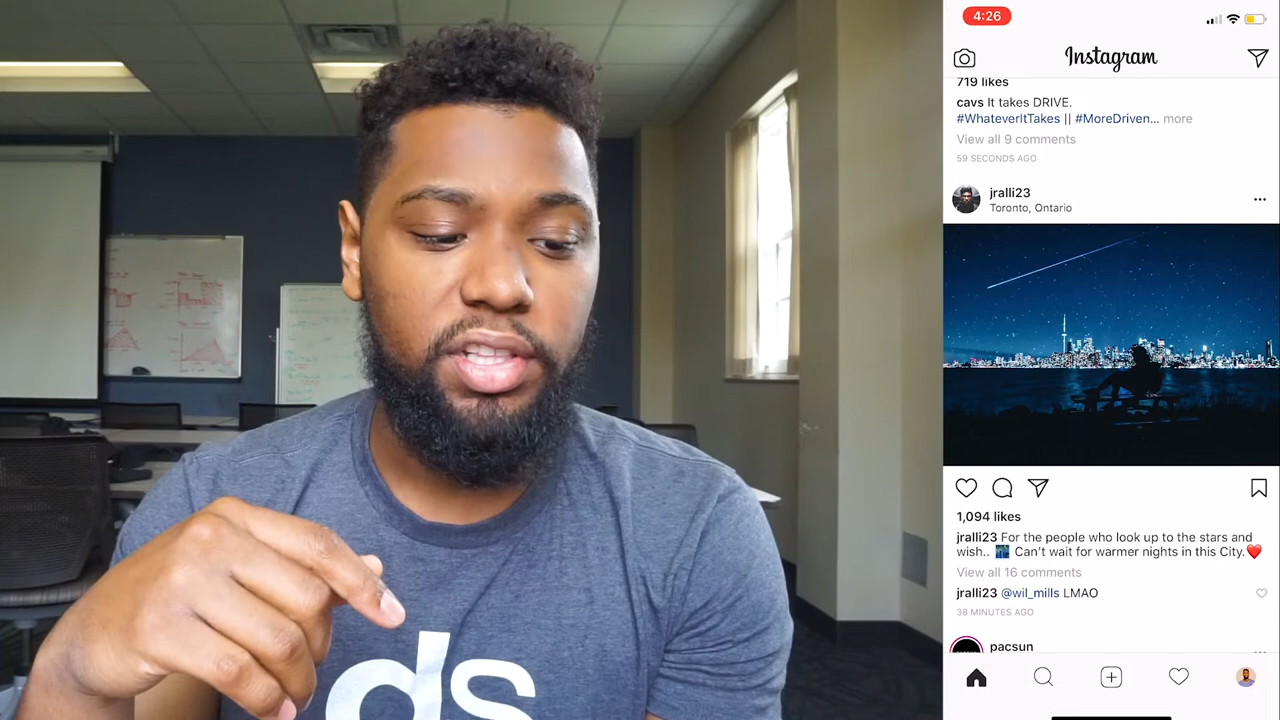 ds
4:26
Instagram
719 likes
cavs It takes DRIVE.
#WhateverItTakes || #MoreDriven... more
View all 9 comments
59 SECONDS AGO
jralli23
Toronto, Ontario
1,094 likes
jralli23 For the people who look up to the stars and
wish.. 🌃 Can't wait for warmer nights in this City.❤️
View all 16 comments
jralli23 @wil_mills LMAO
38 MINUTES AGO
pacsun